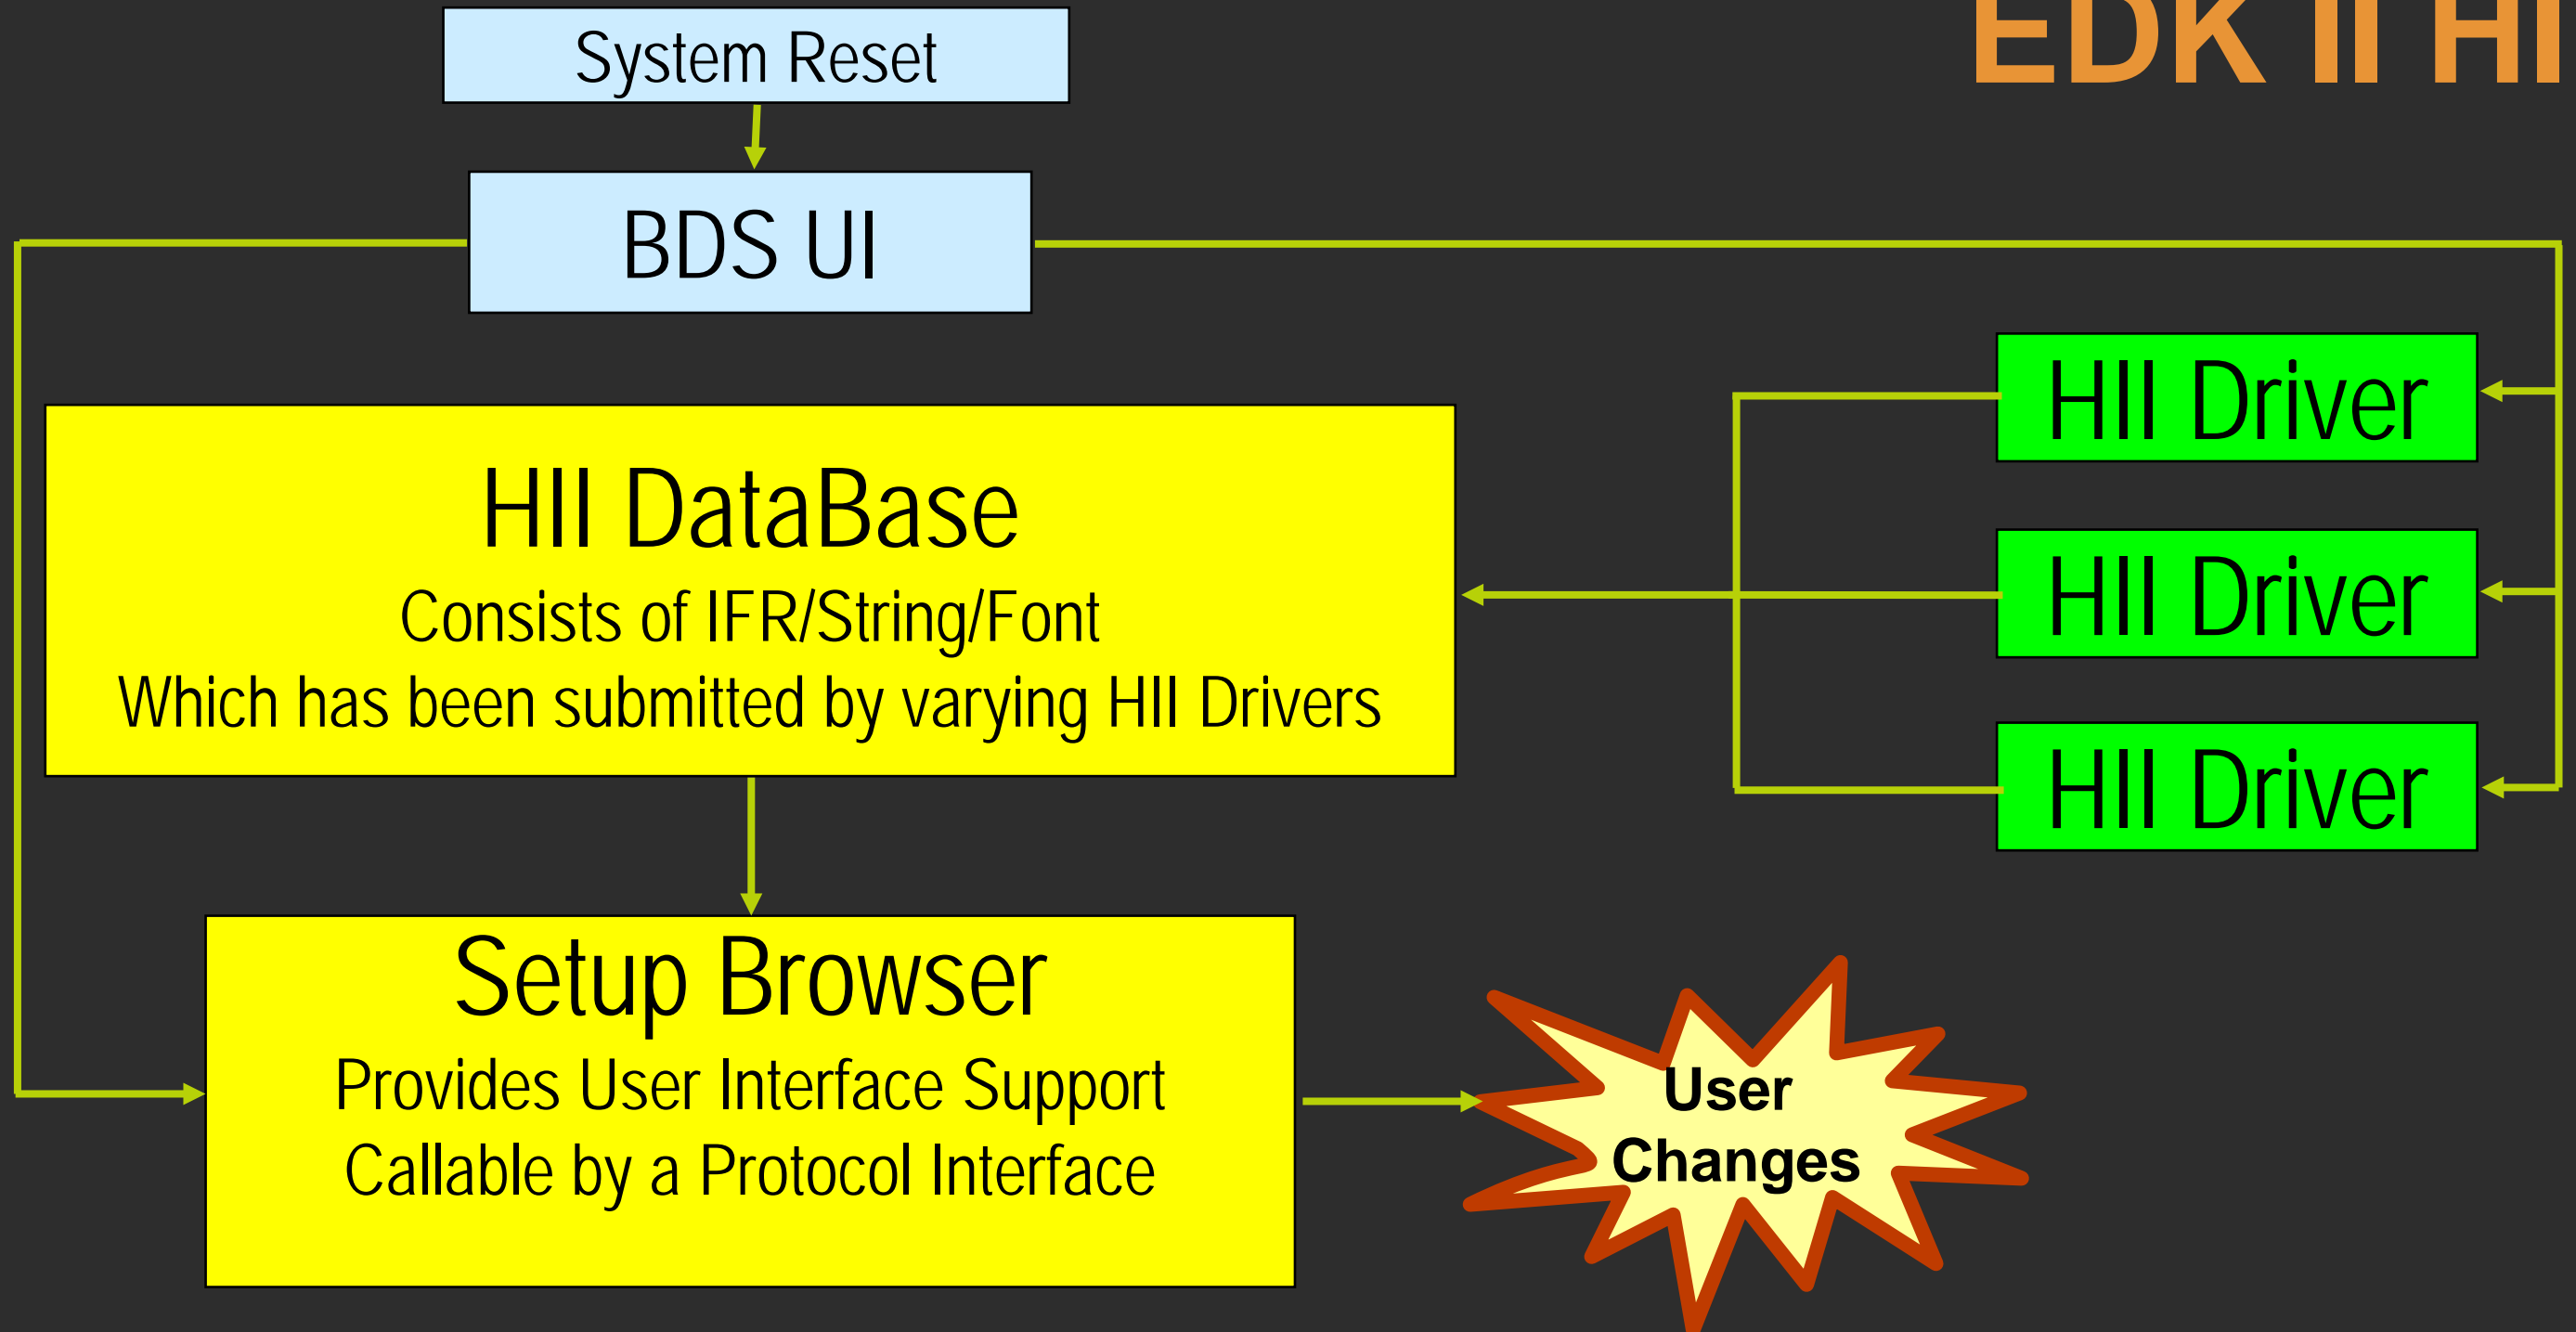 EDK II HI
System Reset
BDS UI
HII Driver
HII DataBase
Consists of IFR/String/Font
Which has been submitted by varying HII Drivers
HII Driver
HII Driver
Setup Browser
Provides User Interface Support
Callable by a Protocol Interface
User
Changes